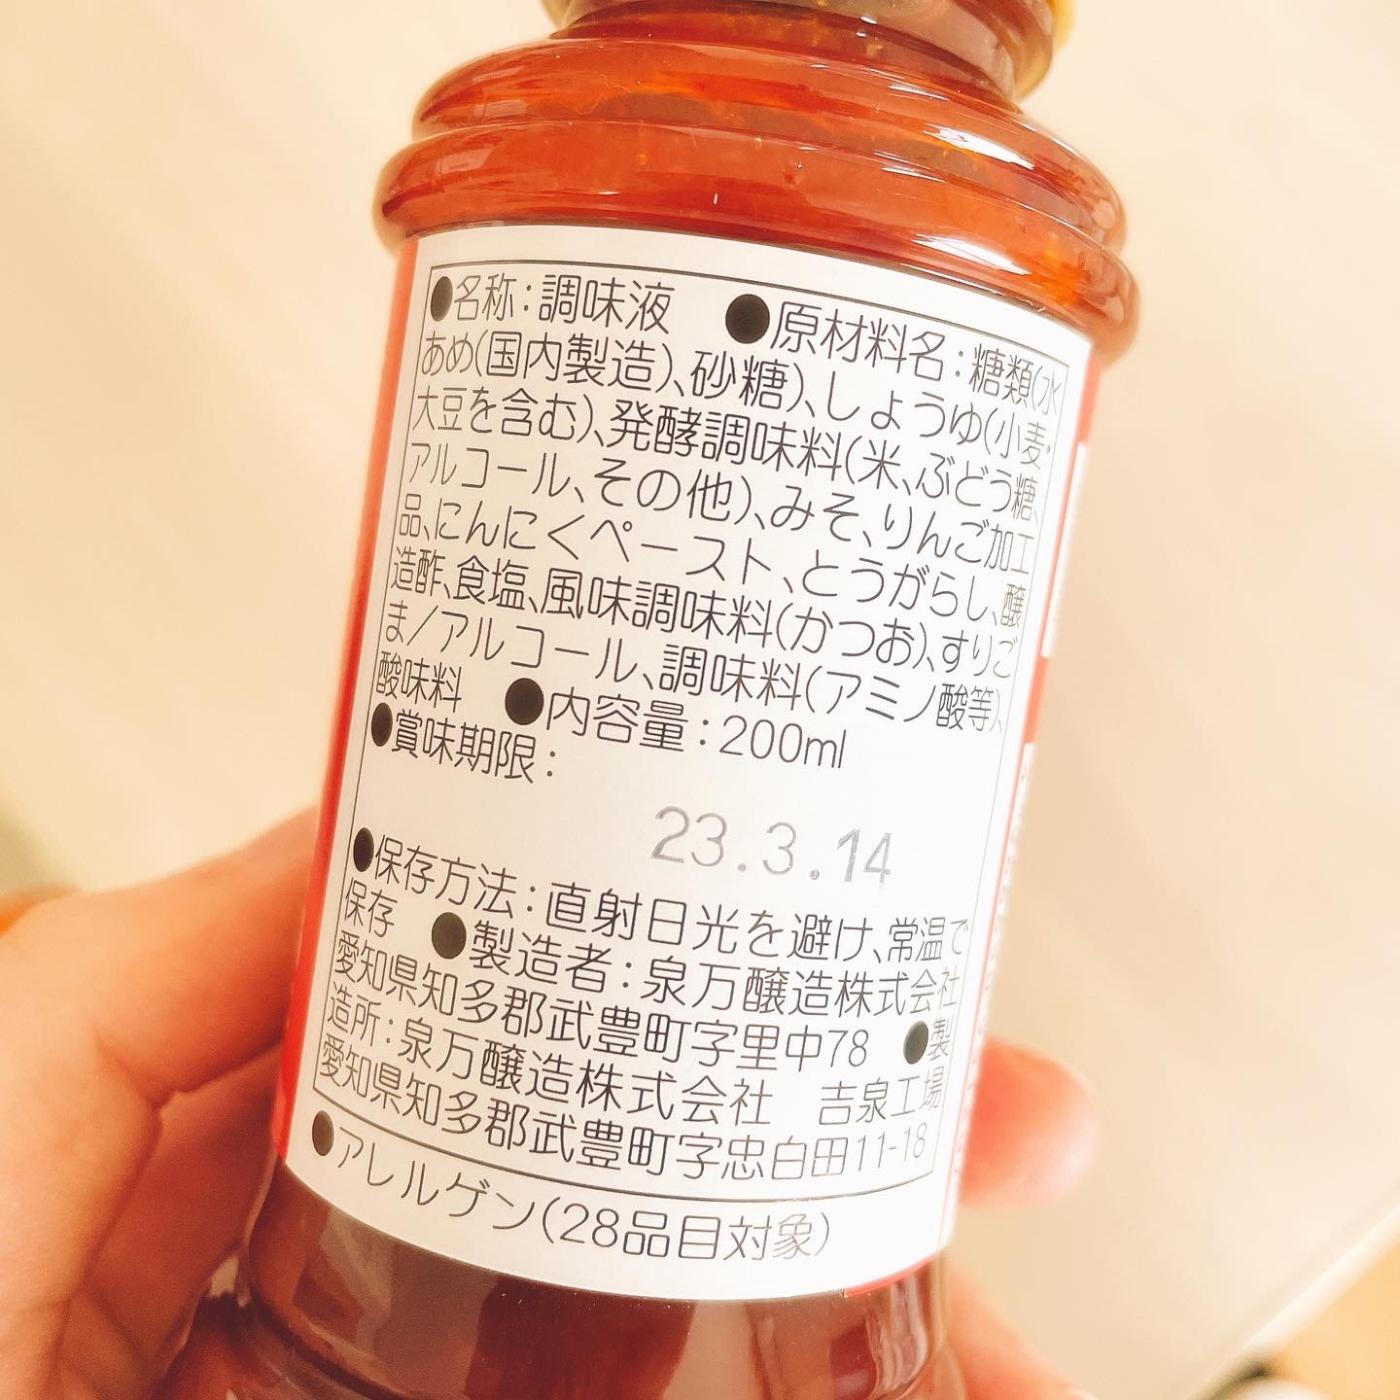 ●名称：調味液　●原材料名：糖類(水
あめ(国内製造)、砂糖)、しょうゆ(小麦・
大豆を含む)、発酵調味料(米、ぶどう糖、
アルコール、その他)、みそ、りんご加工
品、にんにくペースト、とうがらし、醸
造酢、食塩、風味調味料(かつお)、すりご
ま／アルコール、調味料(アミノ酸等)、
酸味料　●内容量：200ml
●賞味期限：
23.3.14
●保存方法：直射日光を避け、常温で
保存　●製造者：泉万醸造株式会社
愛知県知多郡武豊町字里中78　●製
造所：泉万醸造株式会社　吉泉工場
愛知県知多郡武豊町字忠白田11-18
●アレルゲン(28品目対象)